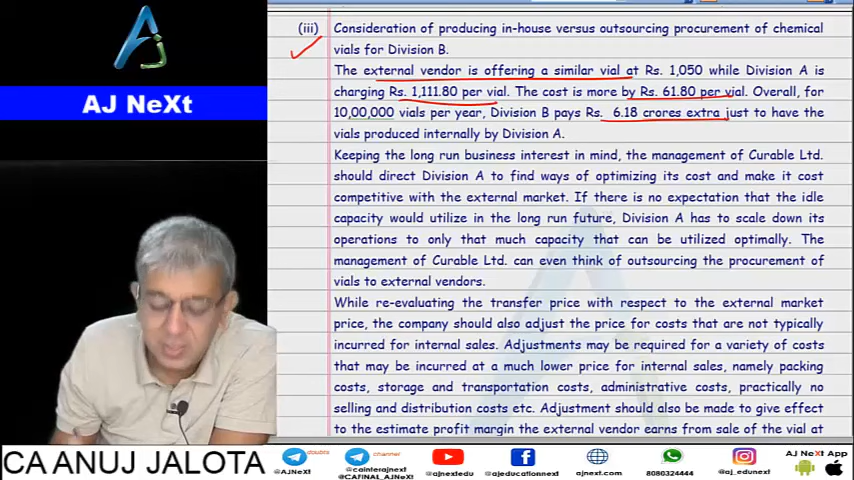 (iii) Consideration of producing in-house versus outsourcing procurement of chemical
vials for Division B.
The external vendor is offering a similar vial at Rs. 1,050 while Division A is
charging Rs. 1,111.80 per vial. The cost is more by Rs. 61.80 per vial. Overall, for
10,00,000 vials per year, Division B pays Rs. 6.18 crores extra just to have the
vials produced internally by Division A.
Keeping the long run business interest in mind, the management of Curable Ltd.
should direct Division A to find ways of optimizing its cost and make it cost
competitive with the external market. If there is no expectation that the idle
capacity would utilize in the long run future, Division A has to scale down its
operations to only that much capacity that can be utilized optimally. The
management of Curable Ltd. can even think of outsourcing the procurement of
vials to external vendors.
While re-evaluating the transfer price with respect to the external market
price, the company should also adjust the price for costs that are not typically
incurred for internal sales. Adjustments may be required for a variety of costs
that may be incurred at a much lower price for internal sales, namely packing
costs, storage and transportation costs, administrative costs, practically no
selling and distribution costs etc. Adjustment should also be made to give effect
to the estimate profit margin the external vendor earns from sale of the vial at
AJ NeXt
CA ANUJ JALOTA
doubts
@AJNeXt
channel
@cainterajnext
@CAFINAL_AJNEXT
@ajnextedu
@ajeducationnext
ajnext.com
8080324344
@aj_edunext
AJ NeXt App